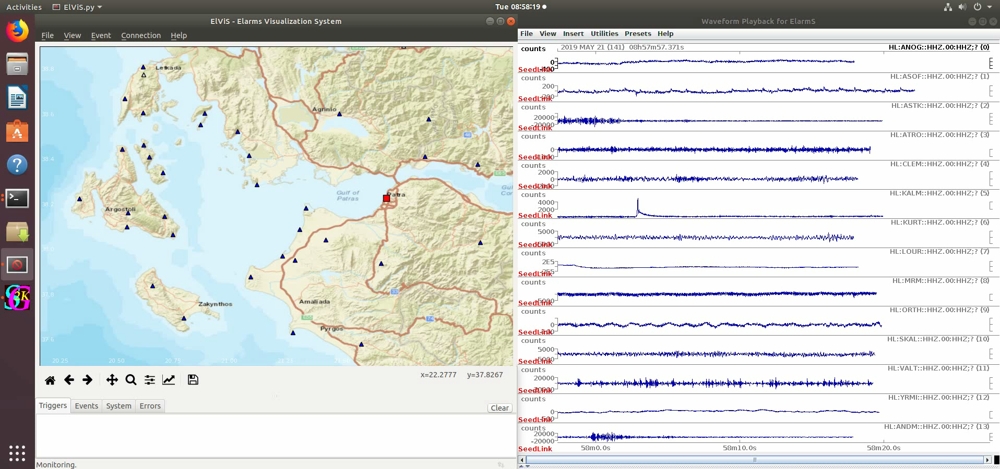 Activities
ElViS.py
Tue 08:58:19
ElViS - Elarms Visualization System
File View Event Connection Help
38.8
38.6
38.4
38.2
38.0
37.8
37.6
20.25 20.50 20.75 21.00 21.25 21.50 21.75 22.00
Lefkada
Agrinio
48
E65
Gulf of
Patras
Patra
Argostoli
33
Zakynthos
Amaliada
E55
74
Pyrgos
x=22.2777 y=37.8267
Triggers Events System Errors
Clear
Monitoring.
Waveform Playback for ElarmS
File View Insert Utilities Presets Help
counts 2019 MAY 21 (141) 08h57m57.371s HL:ANOG::HHZ.00:HHZ;? (0)
0
-400
SeedLink
counts HL:ASOF::HHZ.00:HHZ;? (1)
200
-200
SeedLink
counts HL:ASTK::HHZ.00:HHZ;? (2)
20000
-20000
SeedLink
counts HL:ATRO::HHZ.00:HHZ;? (3)
0
SeedLink
counts HL:CLEM::HHZ.00:HHZ;? (4)
2000
SeedLink
counts HL:KALM::HHZ.00:HHZ;? (5)
4000
2000
SeedLink
counts HL:KURT::HHZ.00:HHZ;? (6)
5000
SeedLink
counts HL:LOUR::HHZ.00:HHZ;? (7)
2E5
SeedLink
counts HL:MRM::HHZ.00:HHZ;? (8)
SeedLink
counts HL:ORTH::HHZ.00:HHZ;? (9)
0
SeedLink
counts HL:SKAL::HHZ.00:HHZ;? (10)
5000
SeedLink
counts HL:VALT::HHZ.00:HHZ;? (11)
20000
SeedLink
counts HL:YRMI::HHZ.00:HHZ;? (12)
0
SeedLink
counts HL:ANDM::HHZ.00:HHZ;? (13)
20000
-20000
SeedLink
58m0.0s 58m10.0s 58m20.0s